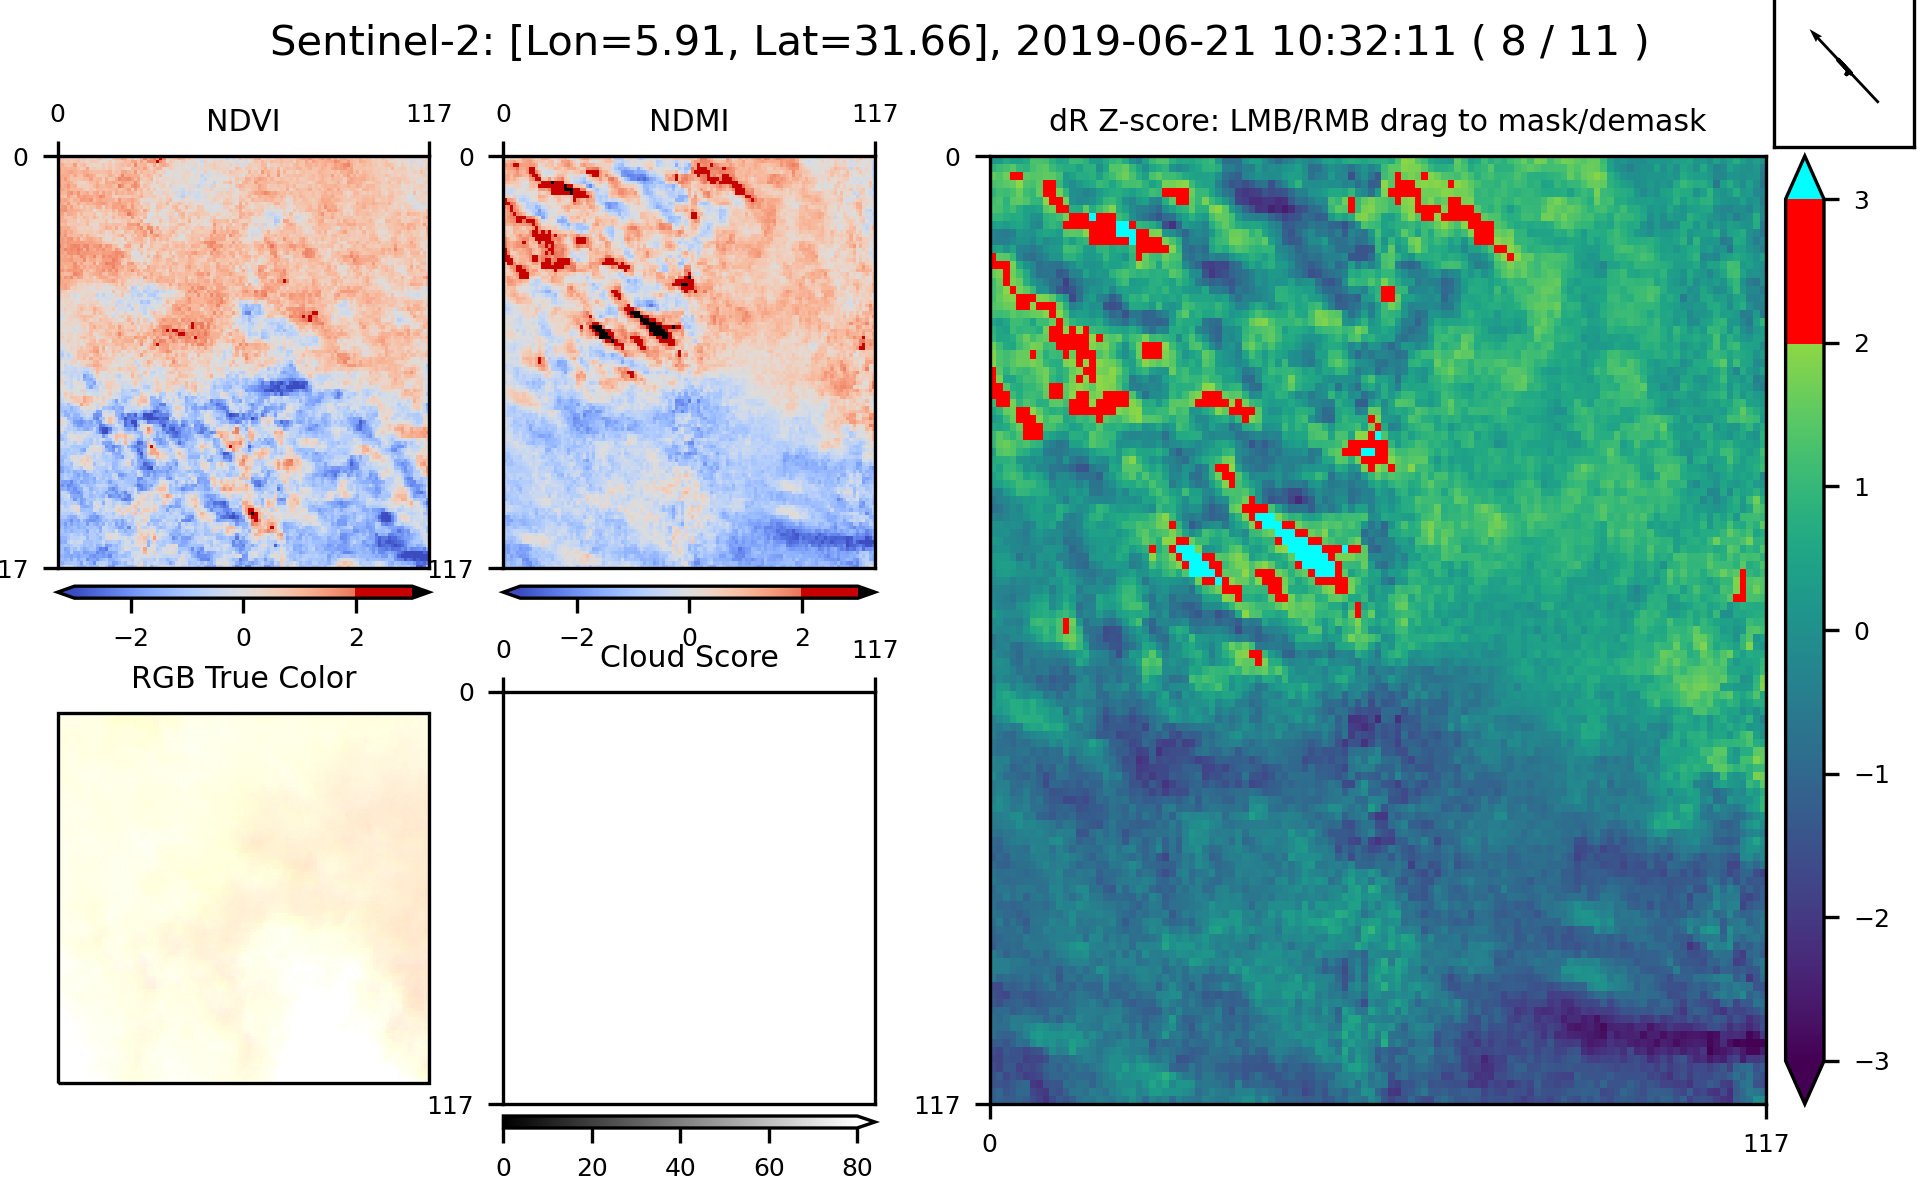 Sentinel-2: [Lon=5.91, Lat=31.66], 2019-06-21 10:32:11 ( 8 / 11 )
0 NDVI 117
0 NDMI 117
dR Z-score: LMB/RMB drag to mask/demask
0
0
0
3
2
1
0
−1
−2
−3
17
117
−2 0 2
−2 0 2
RGB True Color
0 Cloud Score 117
0
117
0 20 40 60 80
117
0 117